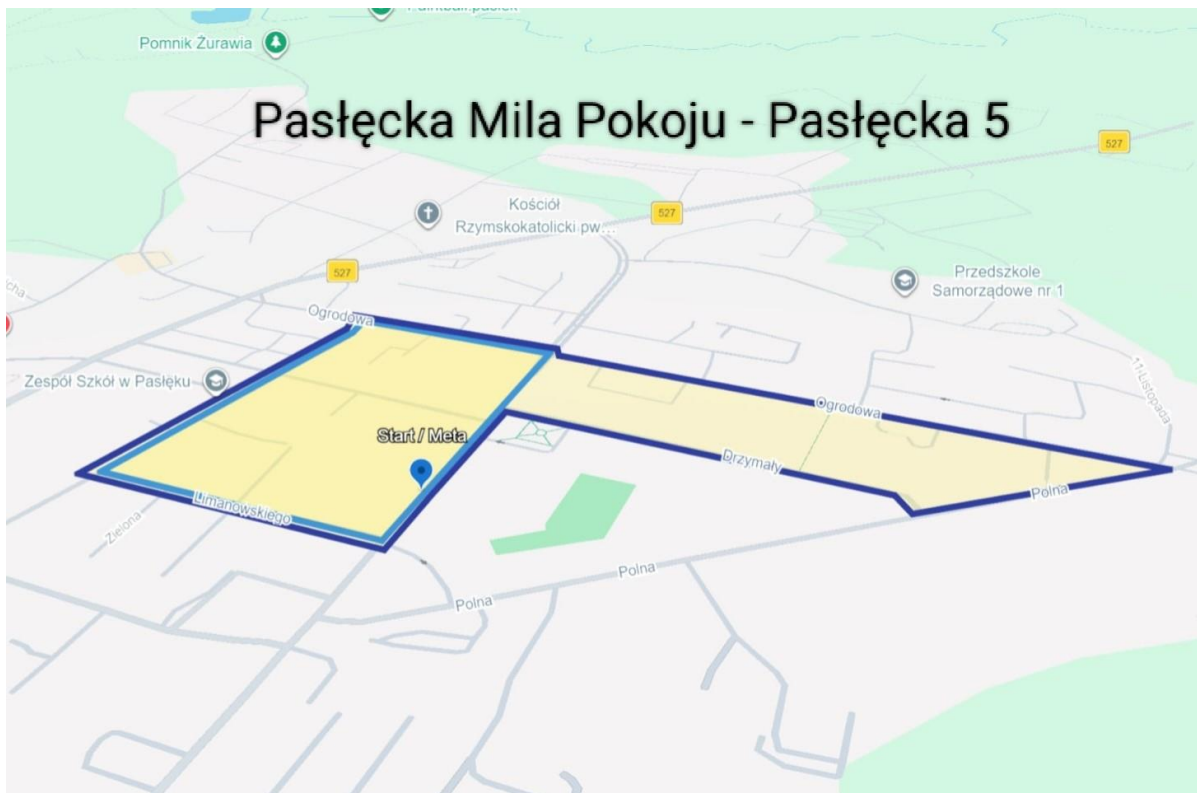 Pomnik Żurawia
Pasłęcka Mila Pokoju - Pasłęcka 5
527
Kościół
Rzymskokatolicki pw...
527
527
Przedszkole
Samorządowe nr 1
Ogrodowa
11 Listopada
Zespół Szkół w Pasłęku
Ogrodowa
Start / Meta
Drzymały
Polna
Limanowskiego
Zielona
Polna
Polna